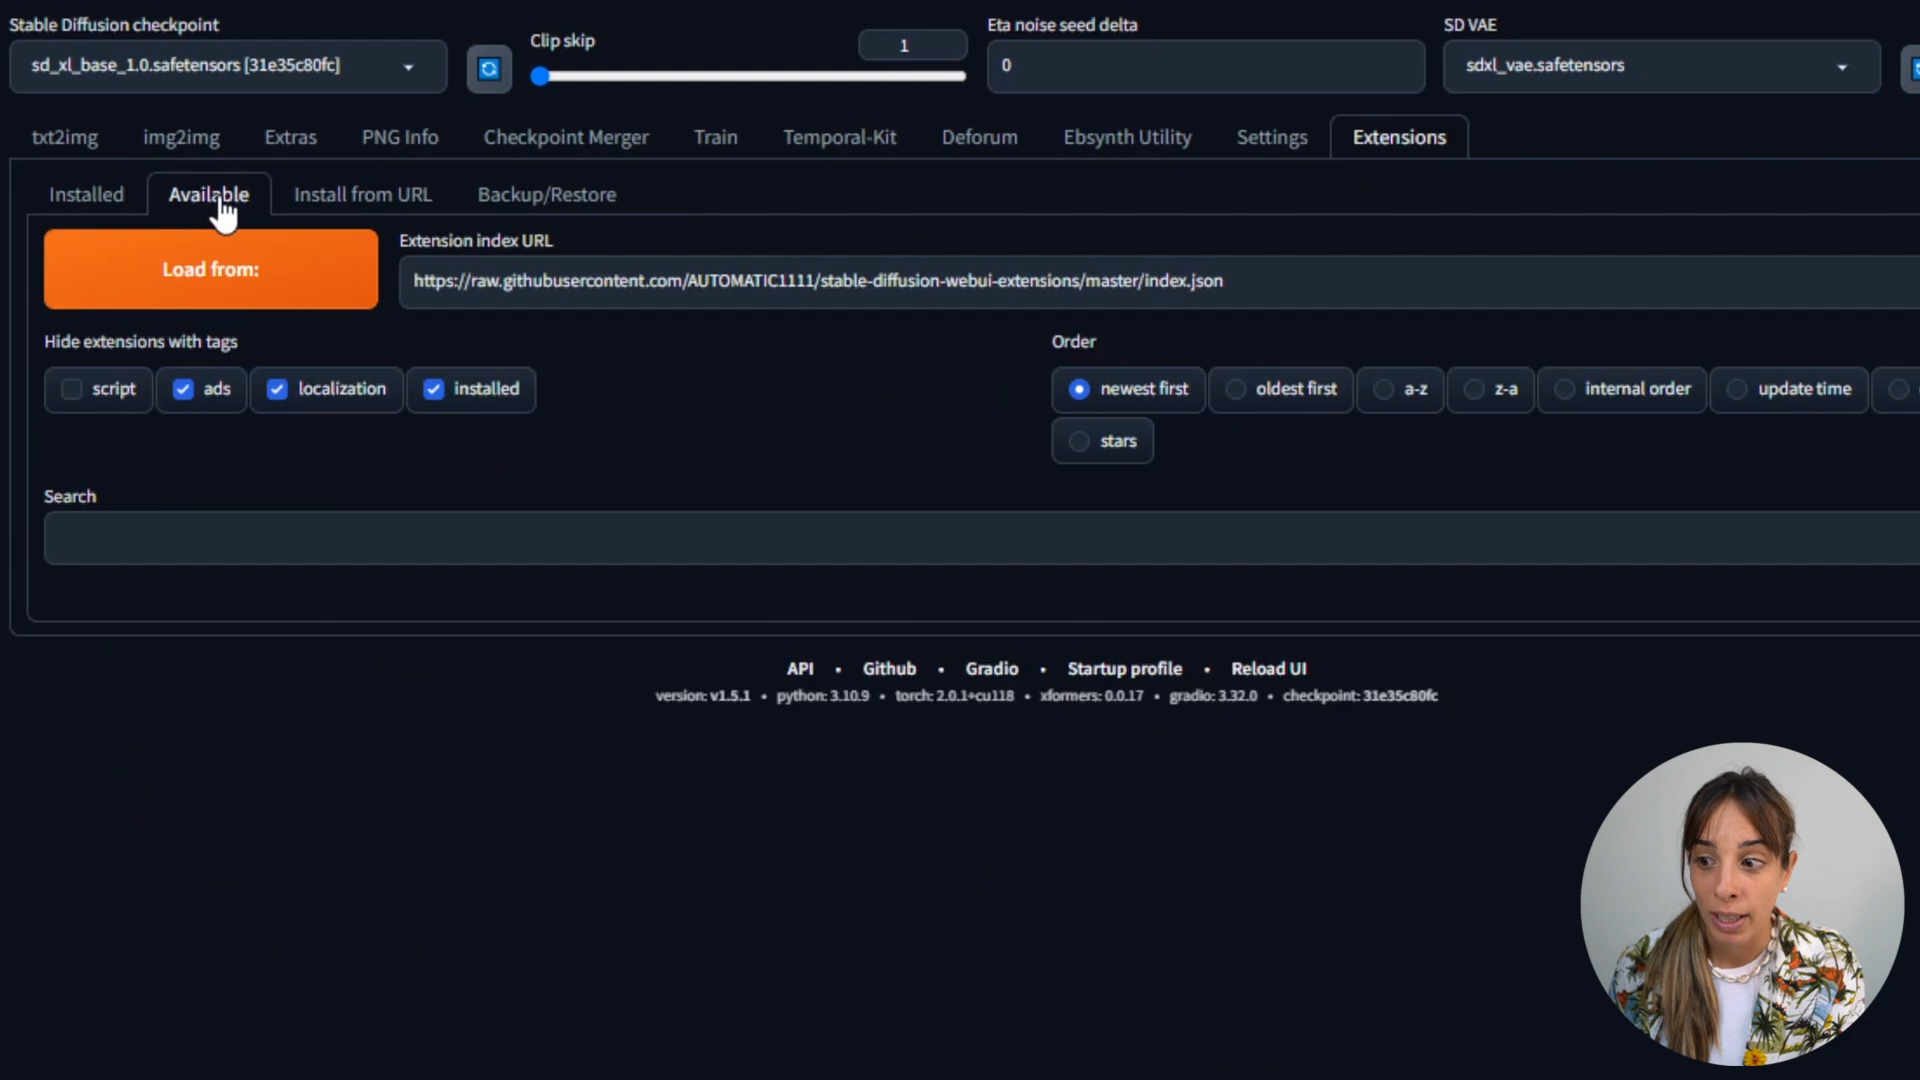 Stable Diffusion checkpoint
sd_xl_base_1.0.safetensors [31e35c80fc]
Clip skip
1
Eta noise seed delta
0
SD VAE
sdxl_vae.safetensors
txt2img img2img Extras PNG Info Checkpoint Merger Train Temporal-Kit Deforum Ebsynth Utility Settings Extensions
Installed Available Install from URL Backup/Restore
Load from:
Extension index URL
https://raw.githubusercontent.com/AUTOMATIC1111/stable-diffusion-webui-extensions/master/index.json
Hide extensions with tags
script ads localization installed
Order
newest first oldest first a-z z-a internal order update time
stars
Search
API • Github • Gradio • Startup profile • Reload UI
version: v1.5.1 • python: 3.10.9 • torch: 2.0.1+cu118 • xformers: 0.0.17 • gradio: 3.32.0 • checkpoint: 31e35c80fc